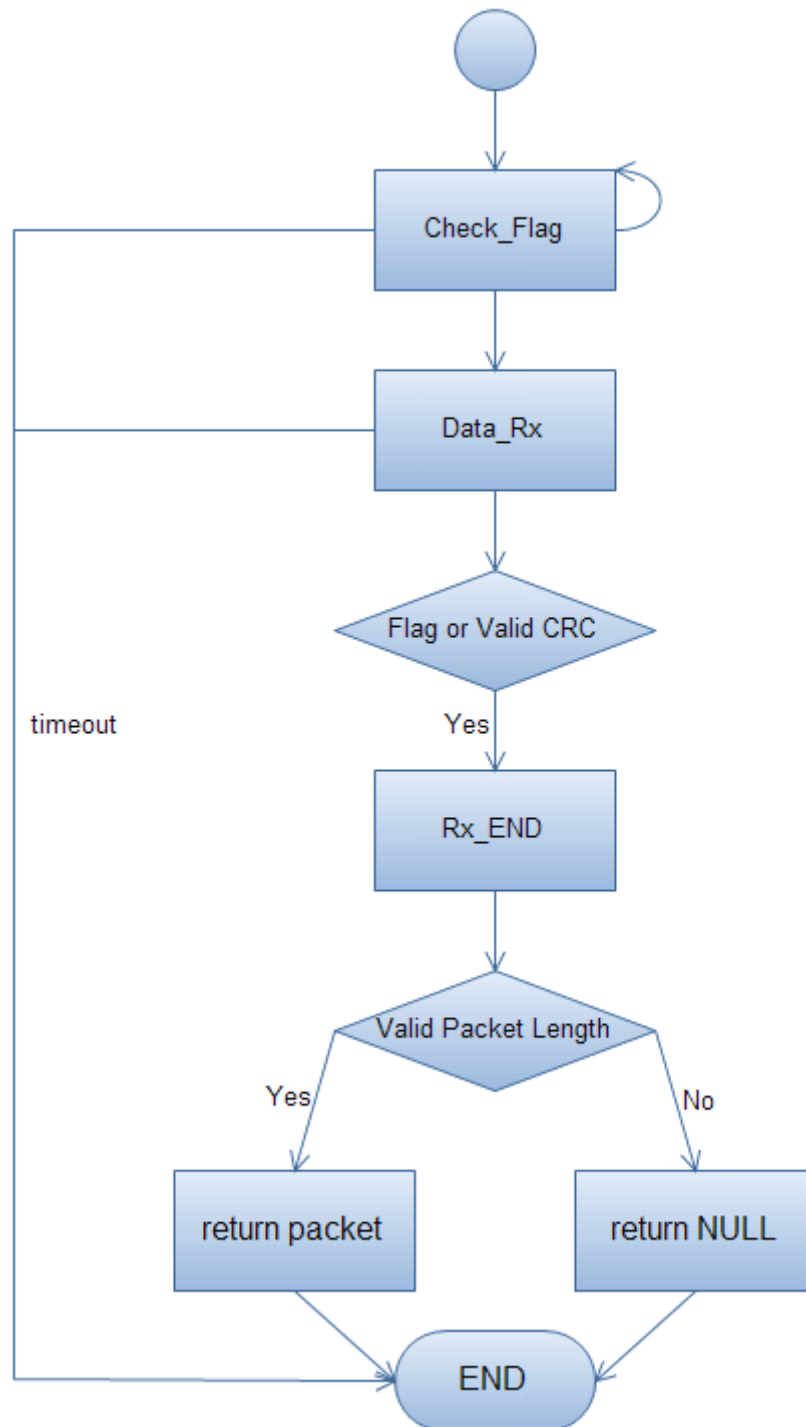 Check_Flag
Data_Rx
Flag or Valid CRC
timeout
Yes
Rx_END
Valid Packet Length
Yes
No
return packet
return NULL
END